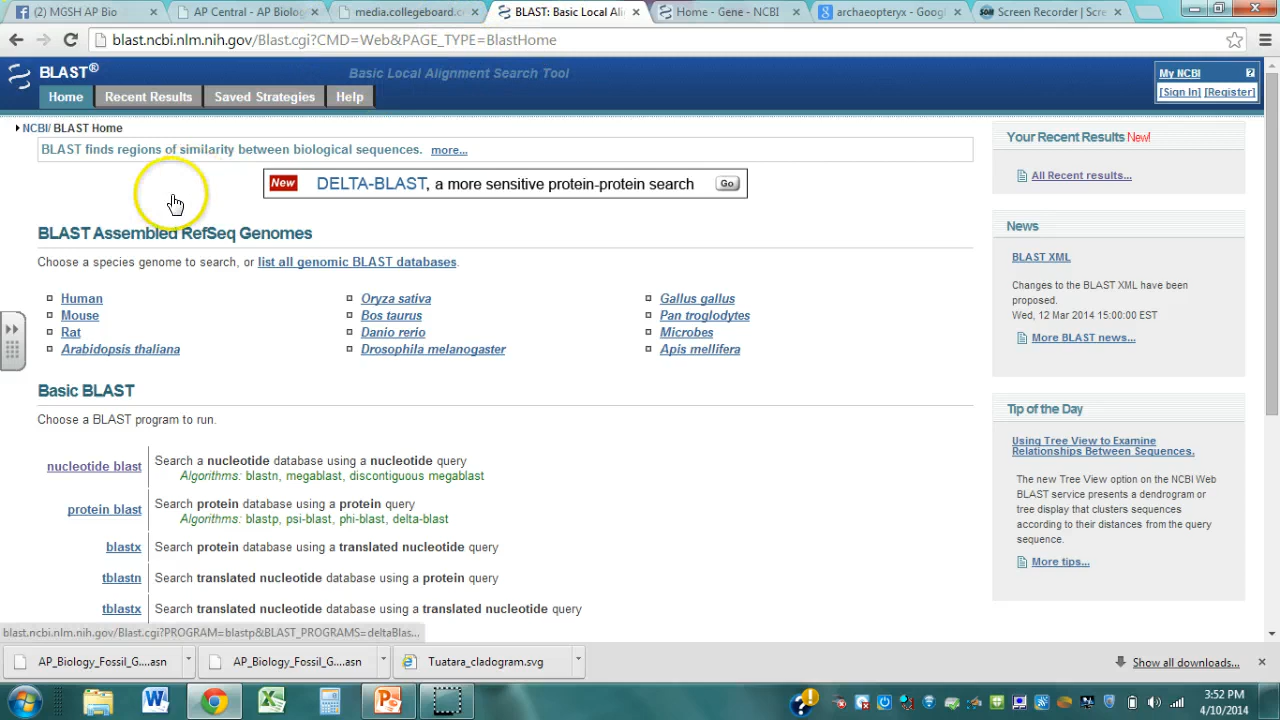 MGSH AP Bio
AP Central - AP Biology
media.collegeboard.c
BLAST: Basic Local Ali
Home - Gene - NCBI
archaeopteryx - Goog
Screen Recorder | Scre
blast.ncbi.nlm.nih.gov/Blast.cgi?CMD=Web&PAGE_TYPE=BlastHome
BLAST®
Basic Local Alignment Search Tool
My NCBI ?
[Sign In] [Register]
Home Recent Results Saved Strategies Help
NCBI/ BLAST Home
BLAST finds regions of similarity between biological sequences. more...
New DELTA-BLAST, a more sensitive protein-protein search Go
BLAST Assembled RefSeq Genomes
Choose a species genome to search, or list all genomic BLAST databases.
Human Oryza sativa Gallus gallus
Mouse Bos taurus Pan troglodytes
Rat Danio rerio Microbes
Arabidopsis thaliana Drosophila melanogaster Apis mellifera
Basic BLAST
Choose a BLAST program to run.
nucleotide blast Search a nucleotide database using a nucleotide query
Algorithms: blastn, megablast, discontiguous megablast
protein blast Search protein database using a protein query
Algorithms: blastp, psi-blast, phi-blast, delta-blast
blastx Search protein database using a translated nucleotide query
tblastn Search translated nucleotide database using a protein query
tblastx Search translated nucleotide database using a translated nucleotide query
Your Recent Results New!
All Recent results...
News
BLAST XML
Changes to the BLAST XML have been
proposed.
Wed, 12 Mar 2014 15:00:00 EST
More BLAST news...
Tip of the Day
Using Tree View to Examine
Relationships Between Sequences.
The new Tree View option on the NCBI Web
BLAST service presents a dendrogram or
tree display that clusters sequences
according to their distances from the query
sequence.
More tips...
blast.ncbi.nlm.nih.gov/Blast.cgi?PROGRAM=blastp&BLAST_PROGRAMS=deltaBlas...
AP_Biology_Fossil_G....asn
AP_Biology_Fossil_G....asn
Tuatara_cladogram.svg
Show all downloads...
3:52 PM
4/10/2014